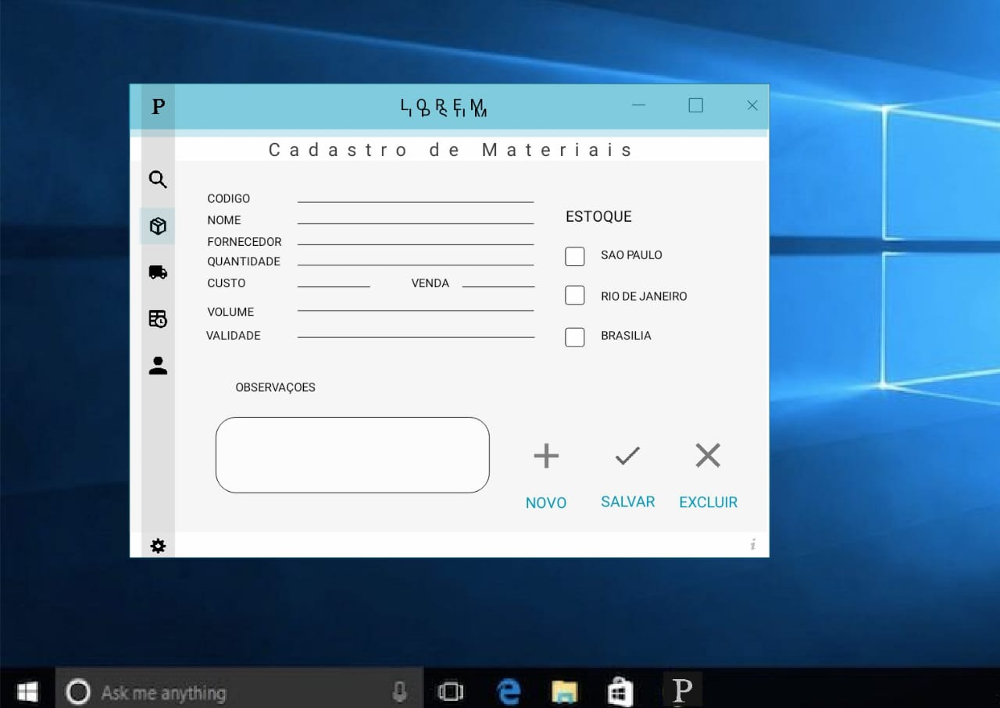 P
LOREM
Cadastro de Materiais
CODIGO
NOME
FORNECEDOR
QUANTIDADE
CUSTO VENDA
VOLUME
VALIDADE
ESTOQUE
SAO PAULO
RIO DE JANEIRO
BRASILIA
OBSERVAÇOES
NOVO SALVAR EXCLUIR
i
Ask me anything
P